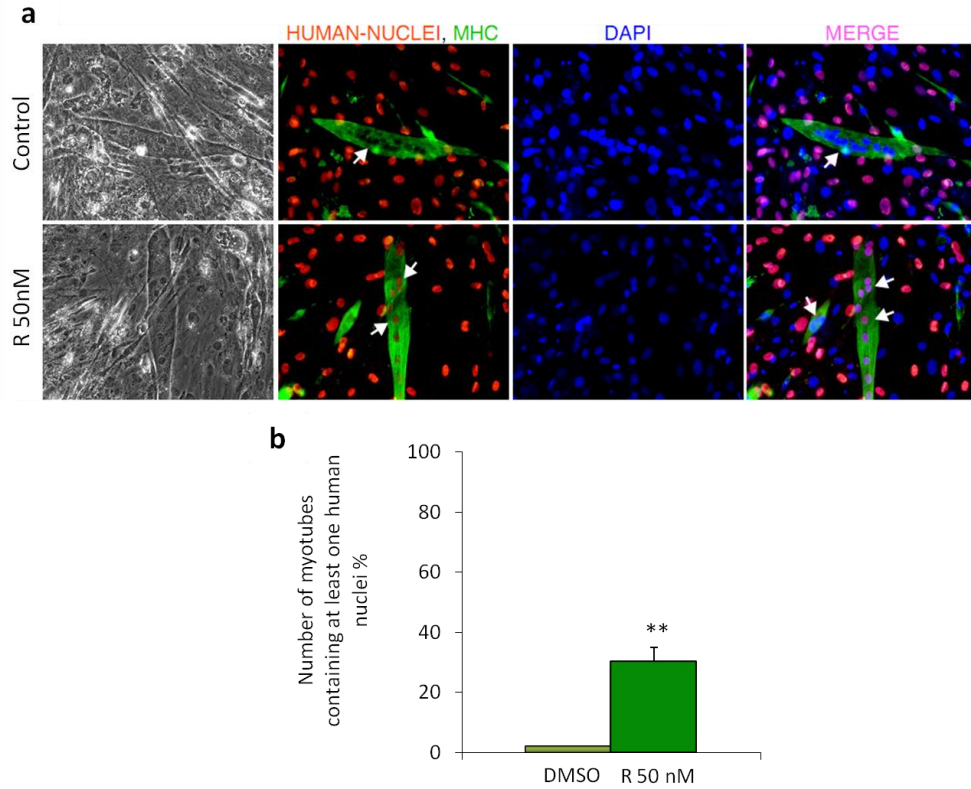 a
HUMAN-NUCLEI, MHC
DAPI
MERGE
Control
R 50nM
b
Number of myotubes
containing at least one human
nuclei %
100
80
60
40
20
0
**
DMSO
R 50 nM